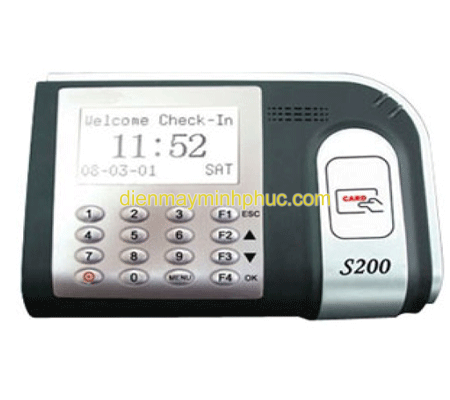 Welcome Check-In
11:52
08-03-01 SAT
dienmayminhphuc.com
CARD
1 2 3 F1 ESC
4 5 6 F2 ▲
7 8 9 F3 ▼
0 MENU F4 OK
S200